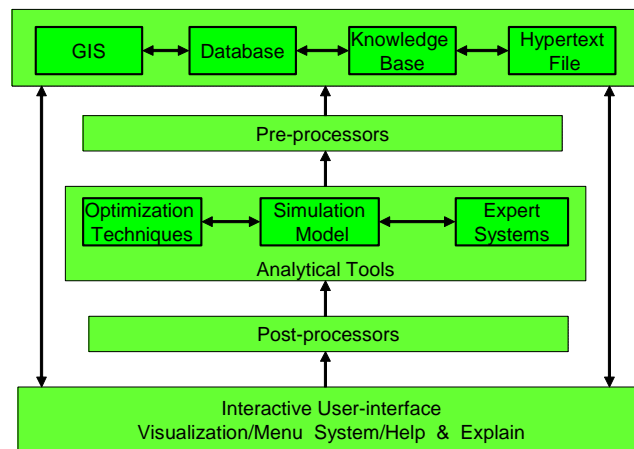 GIS
Database
Knowledge
Base
Hypertext
File
Pre-processors
Optimization
Techniques
Simulation
Model
Expert
Systems
Analytical Tools
Post-processors
Interactive User-interface
Visualization/Menu System/Help & Explain